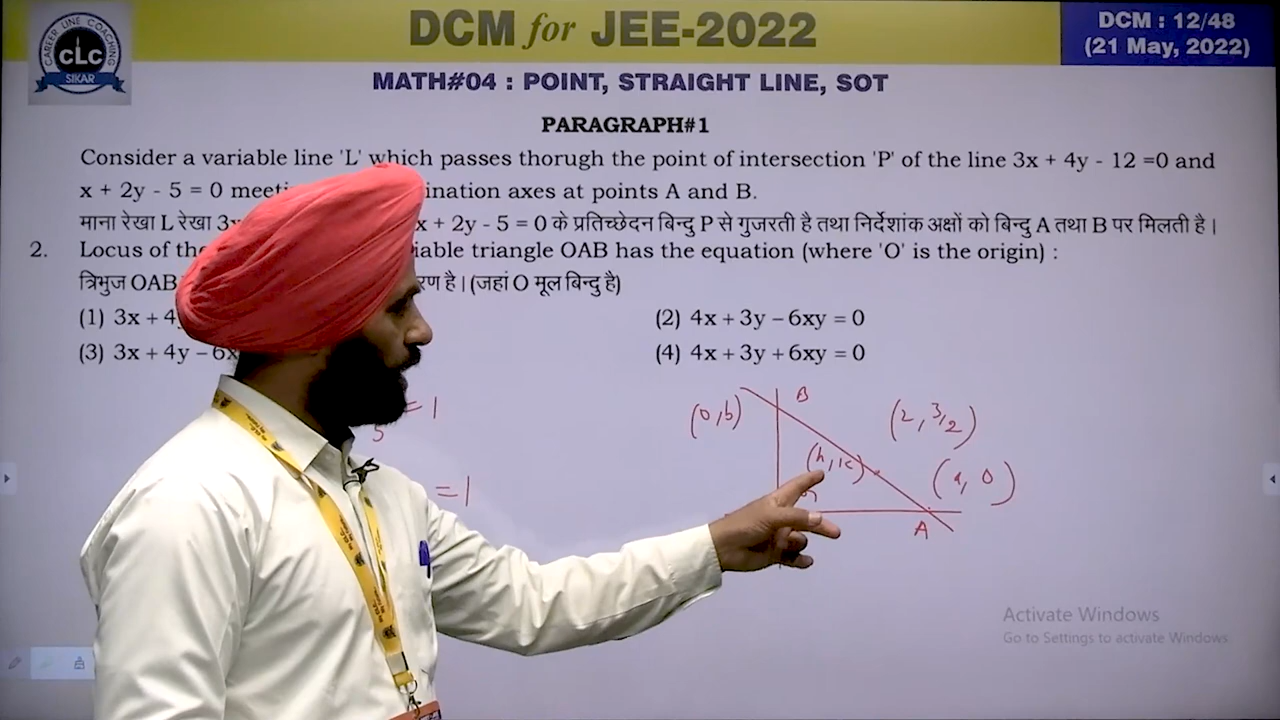 DCM for JEE-2022
DCM : 12/48
(21 May, 2022)
CAREER LINE COACHING
CLC
SIKAR
MATH#04 : POINT, STRAIGHT LINE, SOT
PARAGRAPH#1
Consider a variable line 'L' which passes thorugh the point of intersection 'P' of the line 3x + 4y - 12 =0 and
x + 2y - 5 = 0 axes at points A and B.
माना रेखा L रेखा x + 2y - 5 = 0 के प्रतिच्छेदन बिन्दु P से गुजरती है तथा निर्देशांक अक्षों को बिन्दु A तथा B पर मिलती है।
2. Locus of the triangle OAB has the equation (where 'O' is the origin) :
त्रिभुज OAB है। (जहां O मूल बिन्दु है)
(1) 3x + 4
(2) 4x + 3y – 6xy = 0
(3) 3x + 4y – 6x
(4) 4x + 3y + 6xy = 0
= 1
5
= 1
B
(0, b)
(2, 3/2)
(h, k)
(a, 0)
A
Activate Windows
Go to Settings to activate Windows.